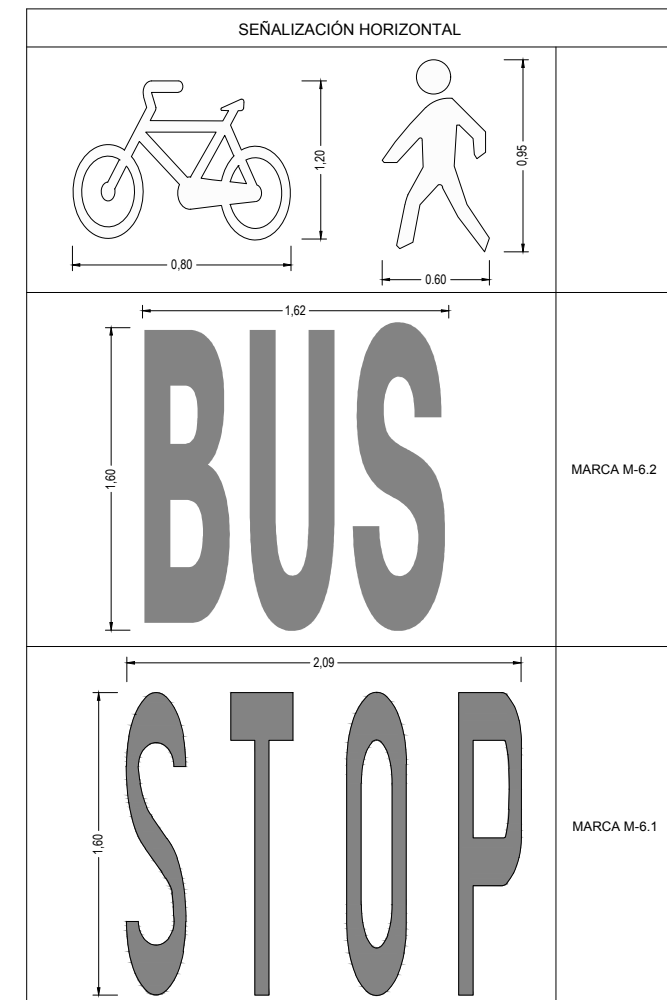 SEÑALIZACIÓN HORIZONTAL
1,20
0,95
0,80
0.60
1,62
BUS
1,60
MARCA M-6.2
2,09
STOP
1,60
MARCA M-6.1